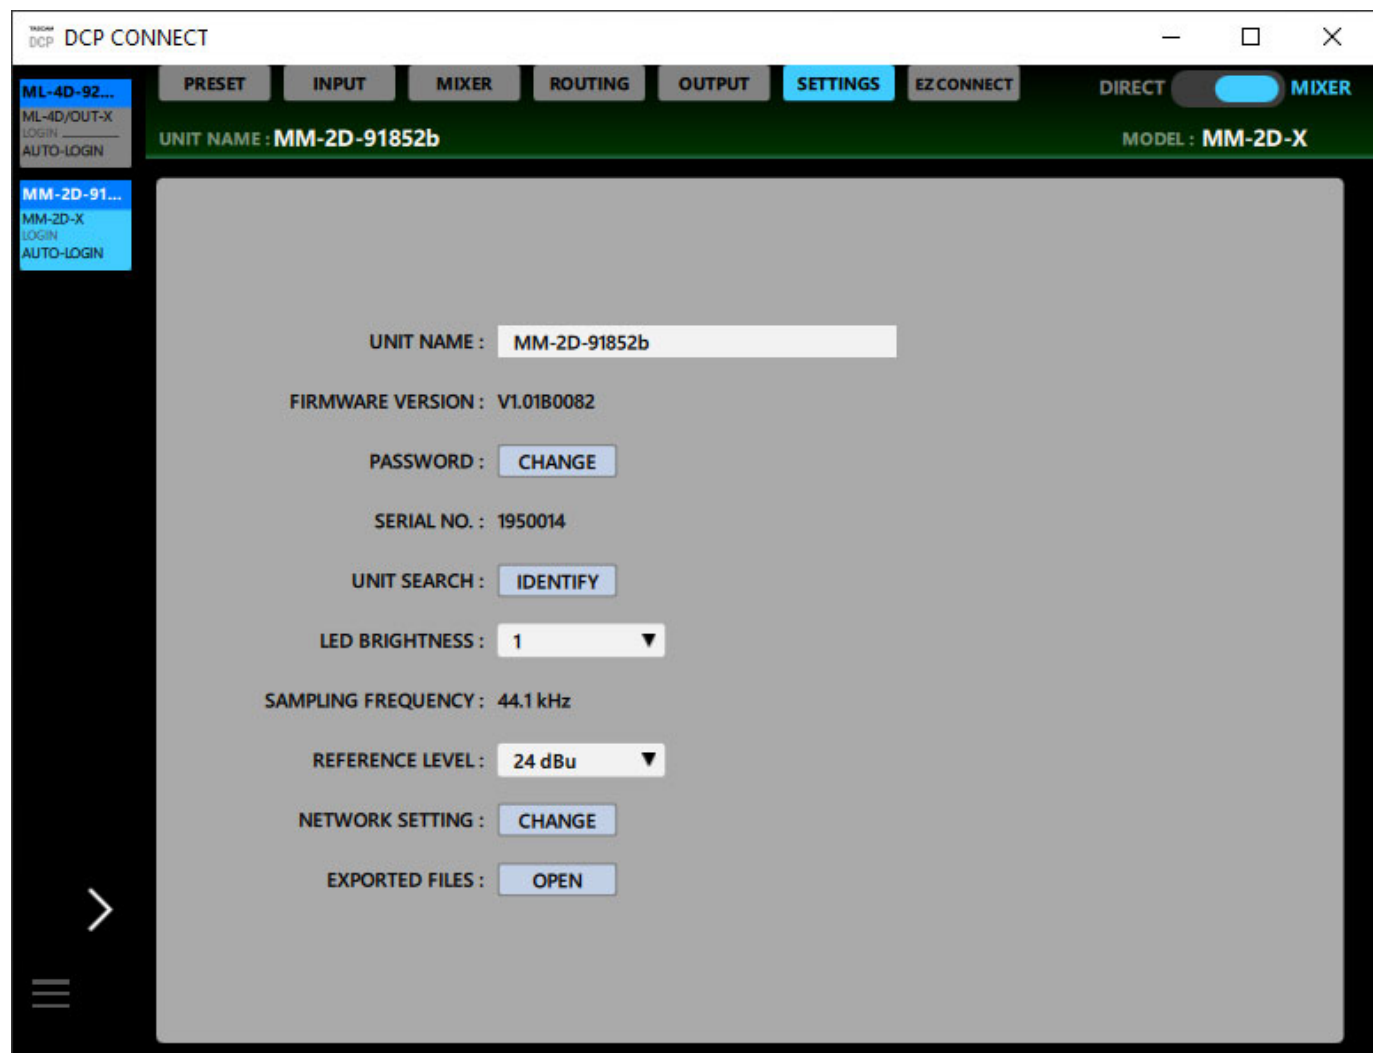 TASCAM
DCP DCP CONNECT
PRESET INPUT MIXER ROUTING OUTPUT SETTINGS EZ CONNECT DIRECT MIXER
UNIT NAME : MM-2D-91852b MODEL : MM-2D-X
ML-4D-92...
ML-4D/OUT-X
LOGIN
AUTO-LOGIN
MM-2D-91...
MM-2D-X
LOGIN
AUTO-LOGIN
UNIT NAME : MM-2D-91852b
FIRMWARE VERSION : V1.01B0082
PASSWORD : CHANGE
SERIAL NO. : 1950014
UNIT SEARCH : IDENTIFY
LED BRIGHTNESS : 1
SAMPLING FREQUENCY : 44.1 kHz
REFERENCE LEVEL : 24 dBu
NETWORK SETTING : CHANGE
EXPORTED FILES : OPEN